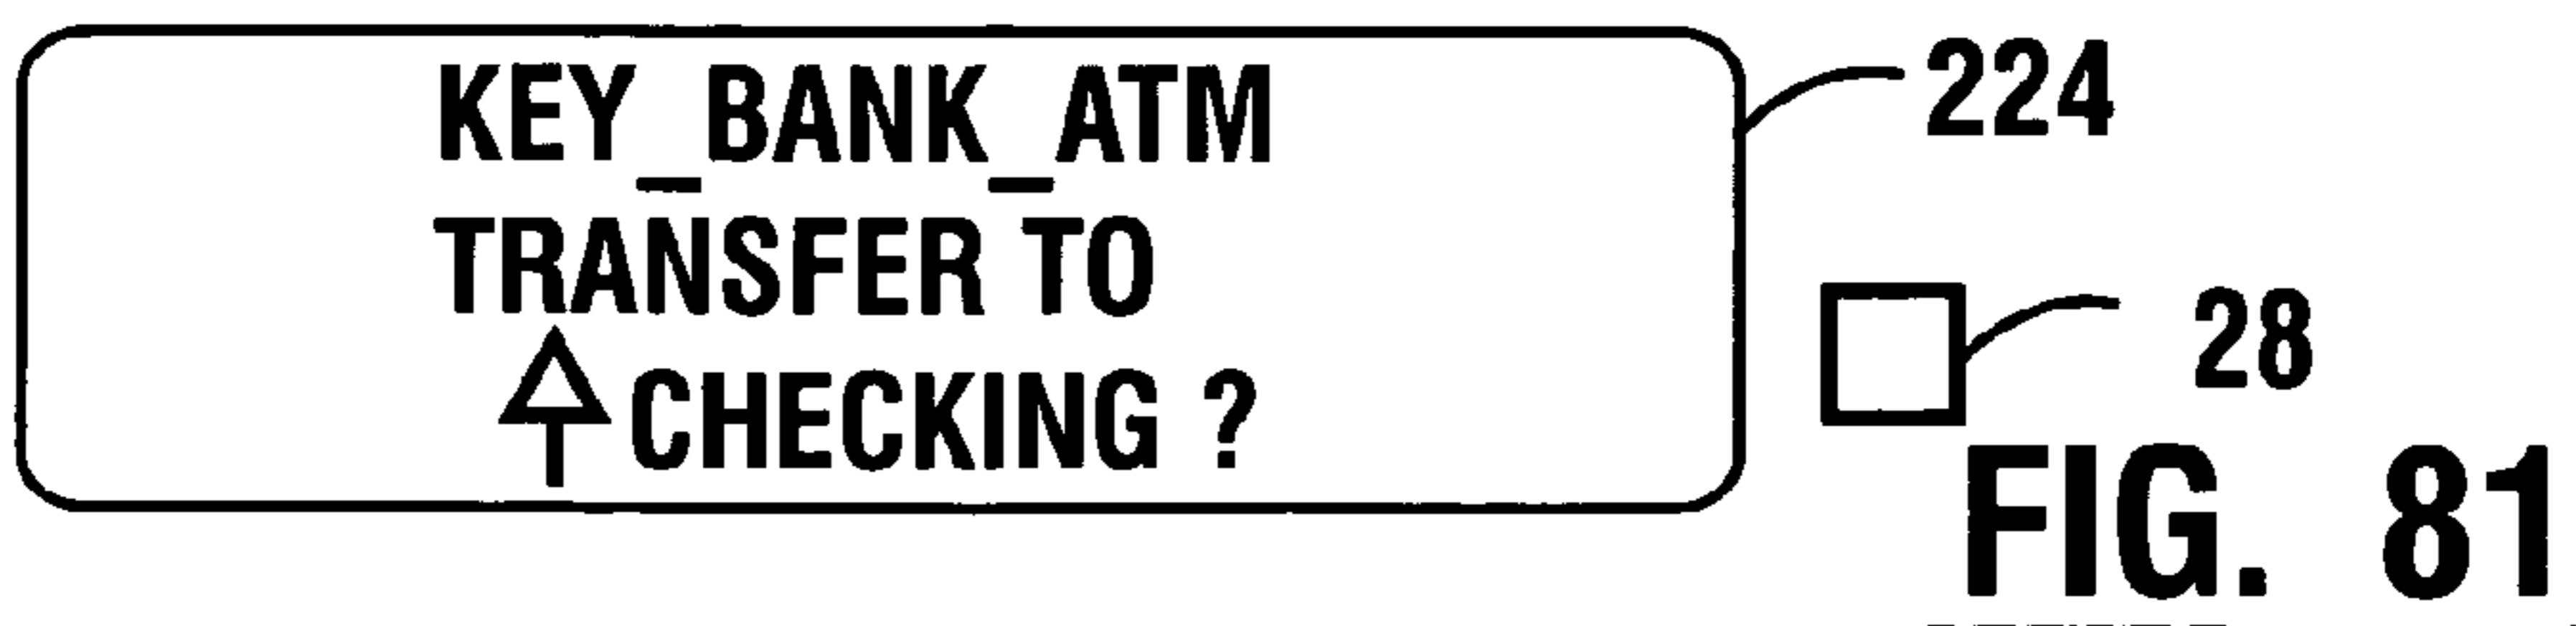 KEY_BANK_ATM
TRANSFER TO
CHECKING ?
224
28
FIG. 81